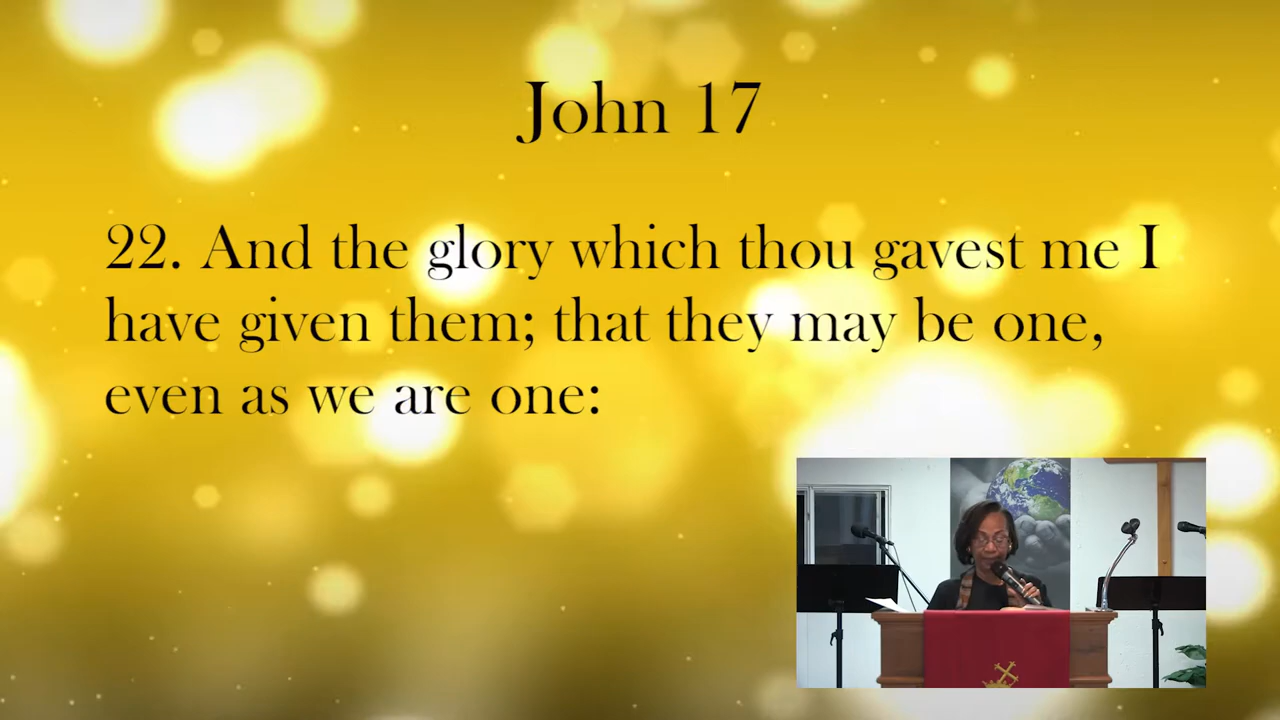 John 17
22. And the glory which thou gavest me I
have given them; that they may be one,
even as we are one: